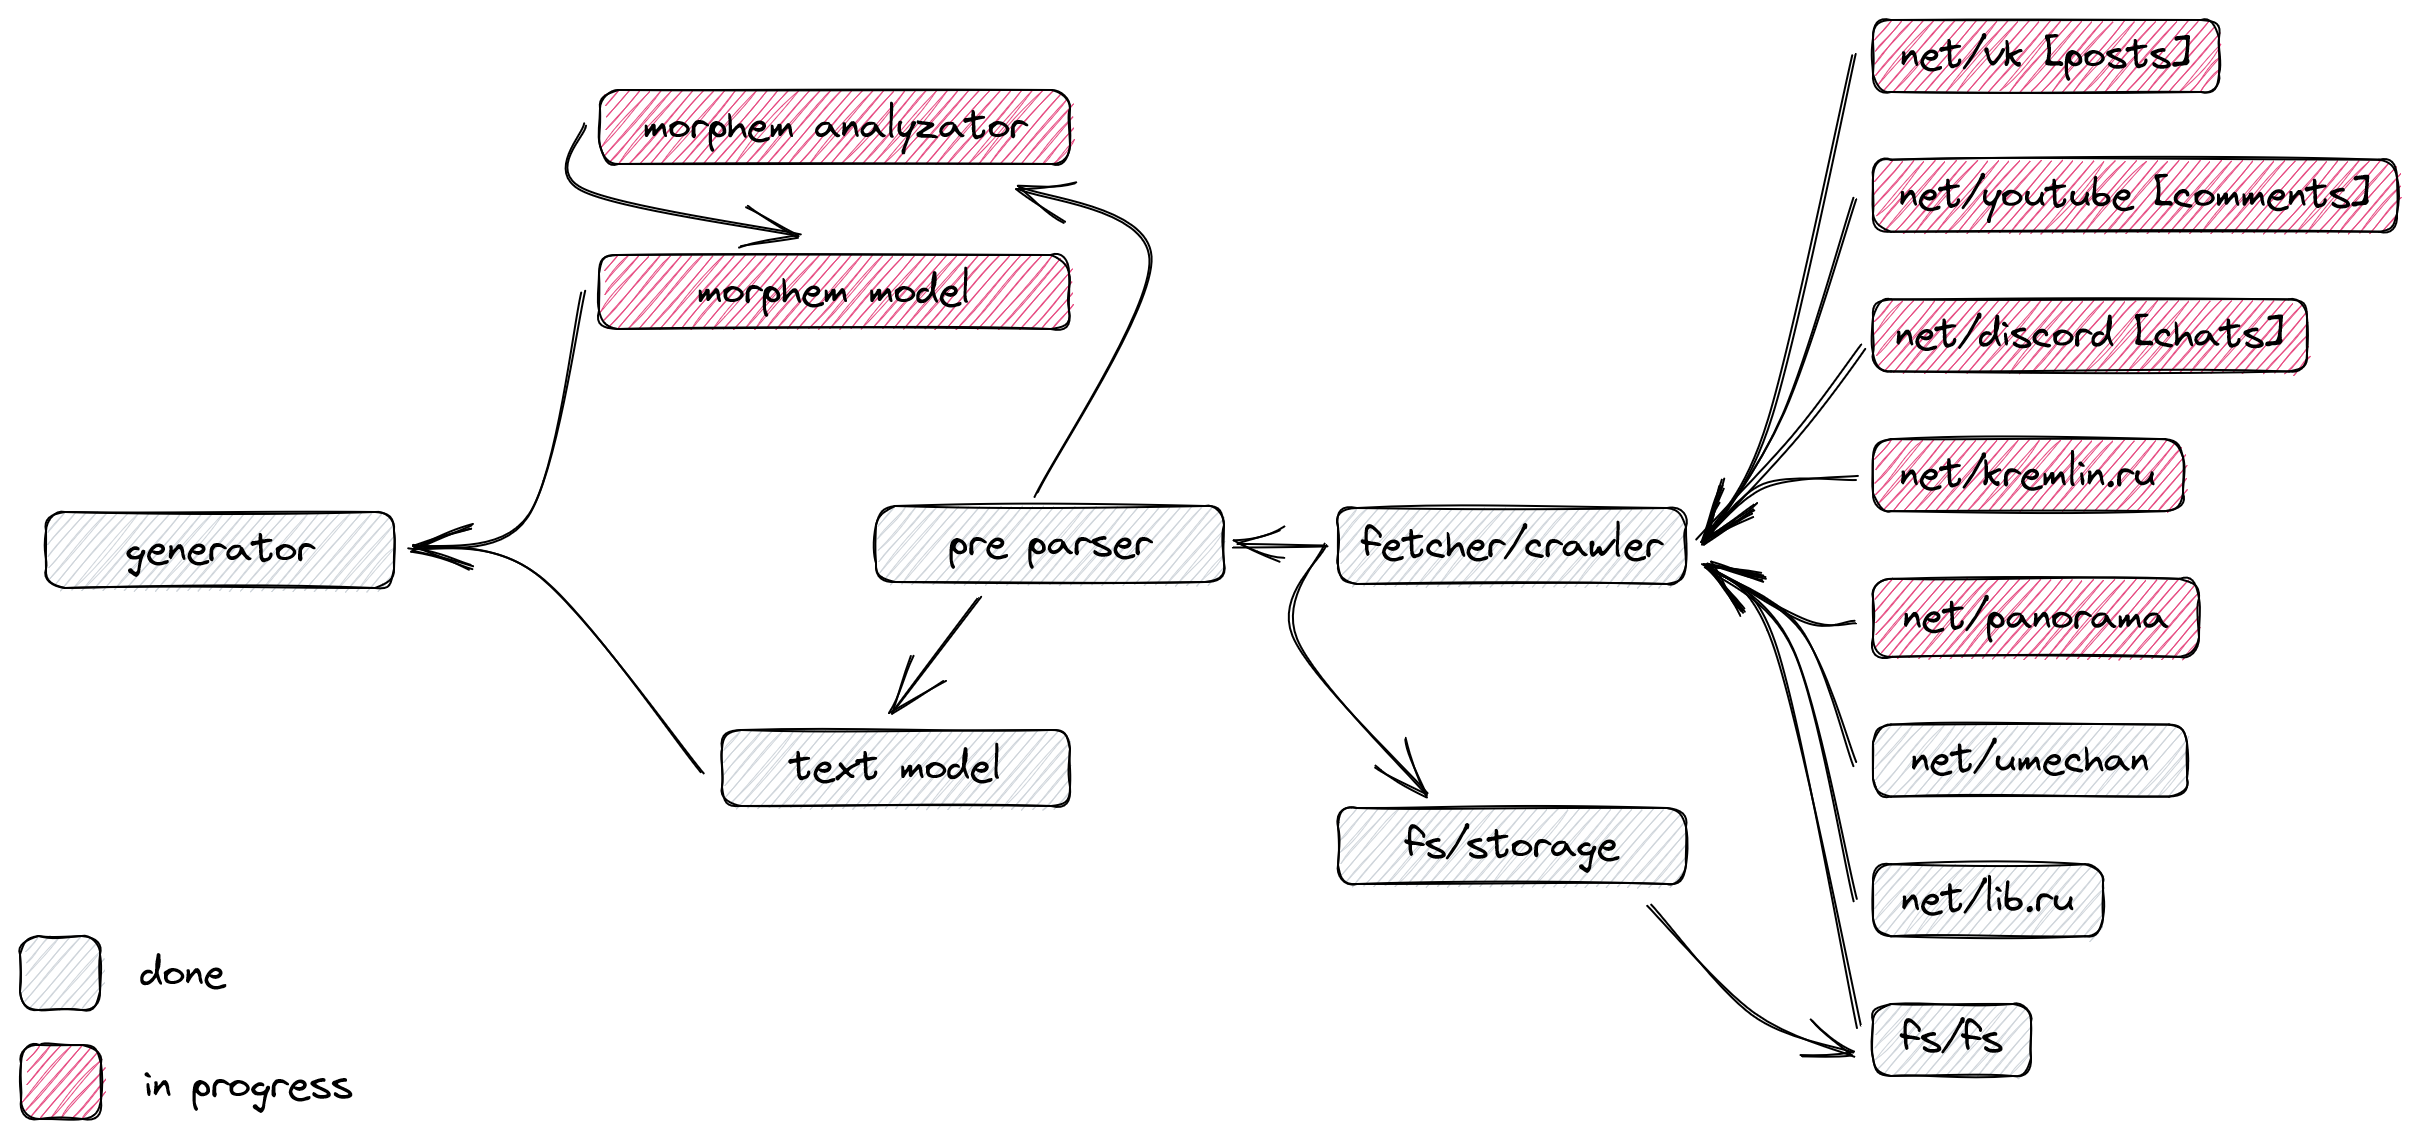 net/vk [posts]
morphem analyzator
net/youtube [comments]
morphem model
net/discord [chats]
net/kremlin.ru
generator
pre parser
fetcher/crawler
net/panorama
text model
net/umechan
fs/storage
net/lib.ru
done
fs/fs
in progress